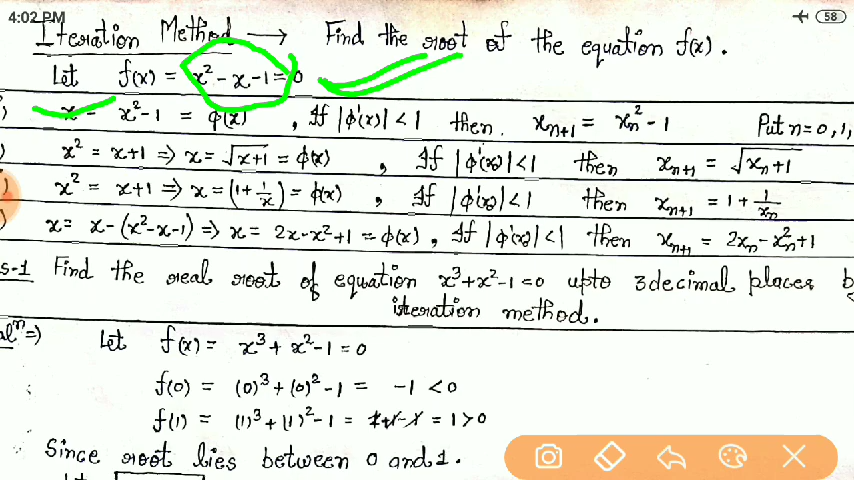 4:02 PM
58
Iteration Method → Find the root of the equation f(x).
Let f(x) = x² - x - 1 = 0
x = x² - 1 = φ(x) , If |φ'(x)| < 1 then. xₙ₊₁ = xₙ² - 1 Put n = 0, 1,
) x² = x+1 ⇒ x = √(x+1) = φ(x) , If |φ'(x)| < 1 then xₙ₊₁ = √(xₙ+1)
) x² = x+1 ⇒ x = (1 + 1/x) = φ(x) , If |φ'(x)| < 1 then xₙ₊₁ = 1 + 1/xₙ
) x = x - (x² - x - 1) ⇒ x = 2x - x² + 1 = φ(x) , If |φ'(x)| < 1 then xₙ₊₁ = 2xₙ - xₙ² + 1
s-1 Find the real root of equation x³ + x² - 1 = 0 upto 3 decimal places b
iteration method.
olⁿ ⇒) Let f(x) = x³ + x² - 1 = 0
f(0) = (0)³ + (0)² - 1 = -1 < 0
f(1) = (1)³ + (1)² - 1 = 1 + 1 - 1 = 1 > 0
Since root lies between 0 and 1.